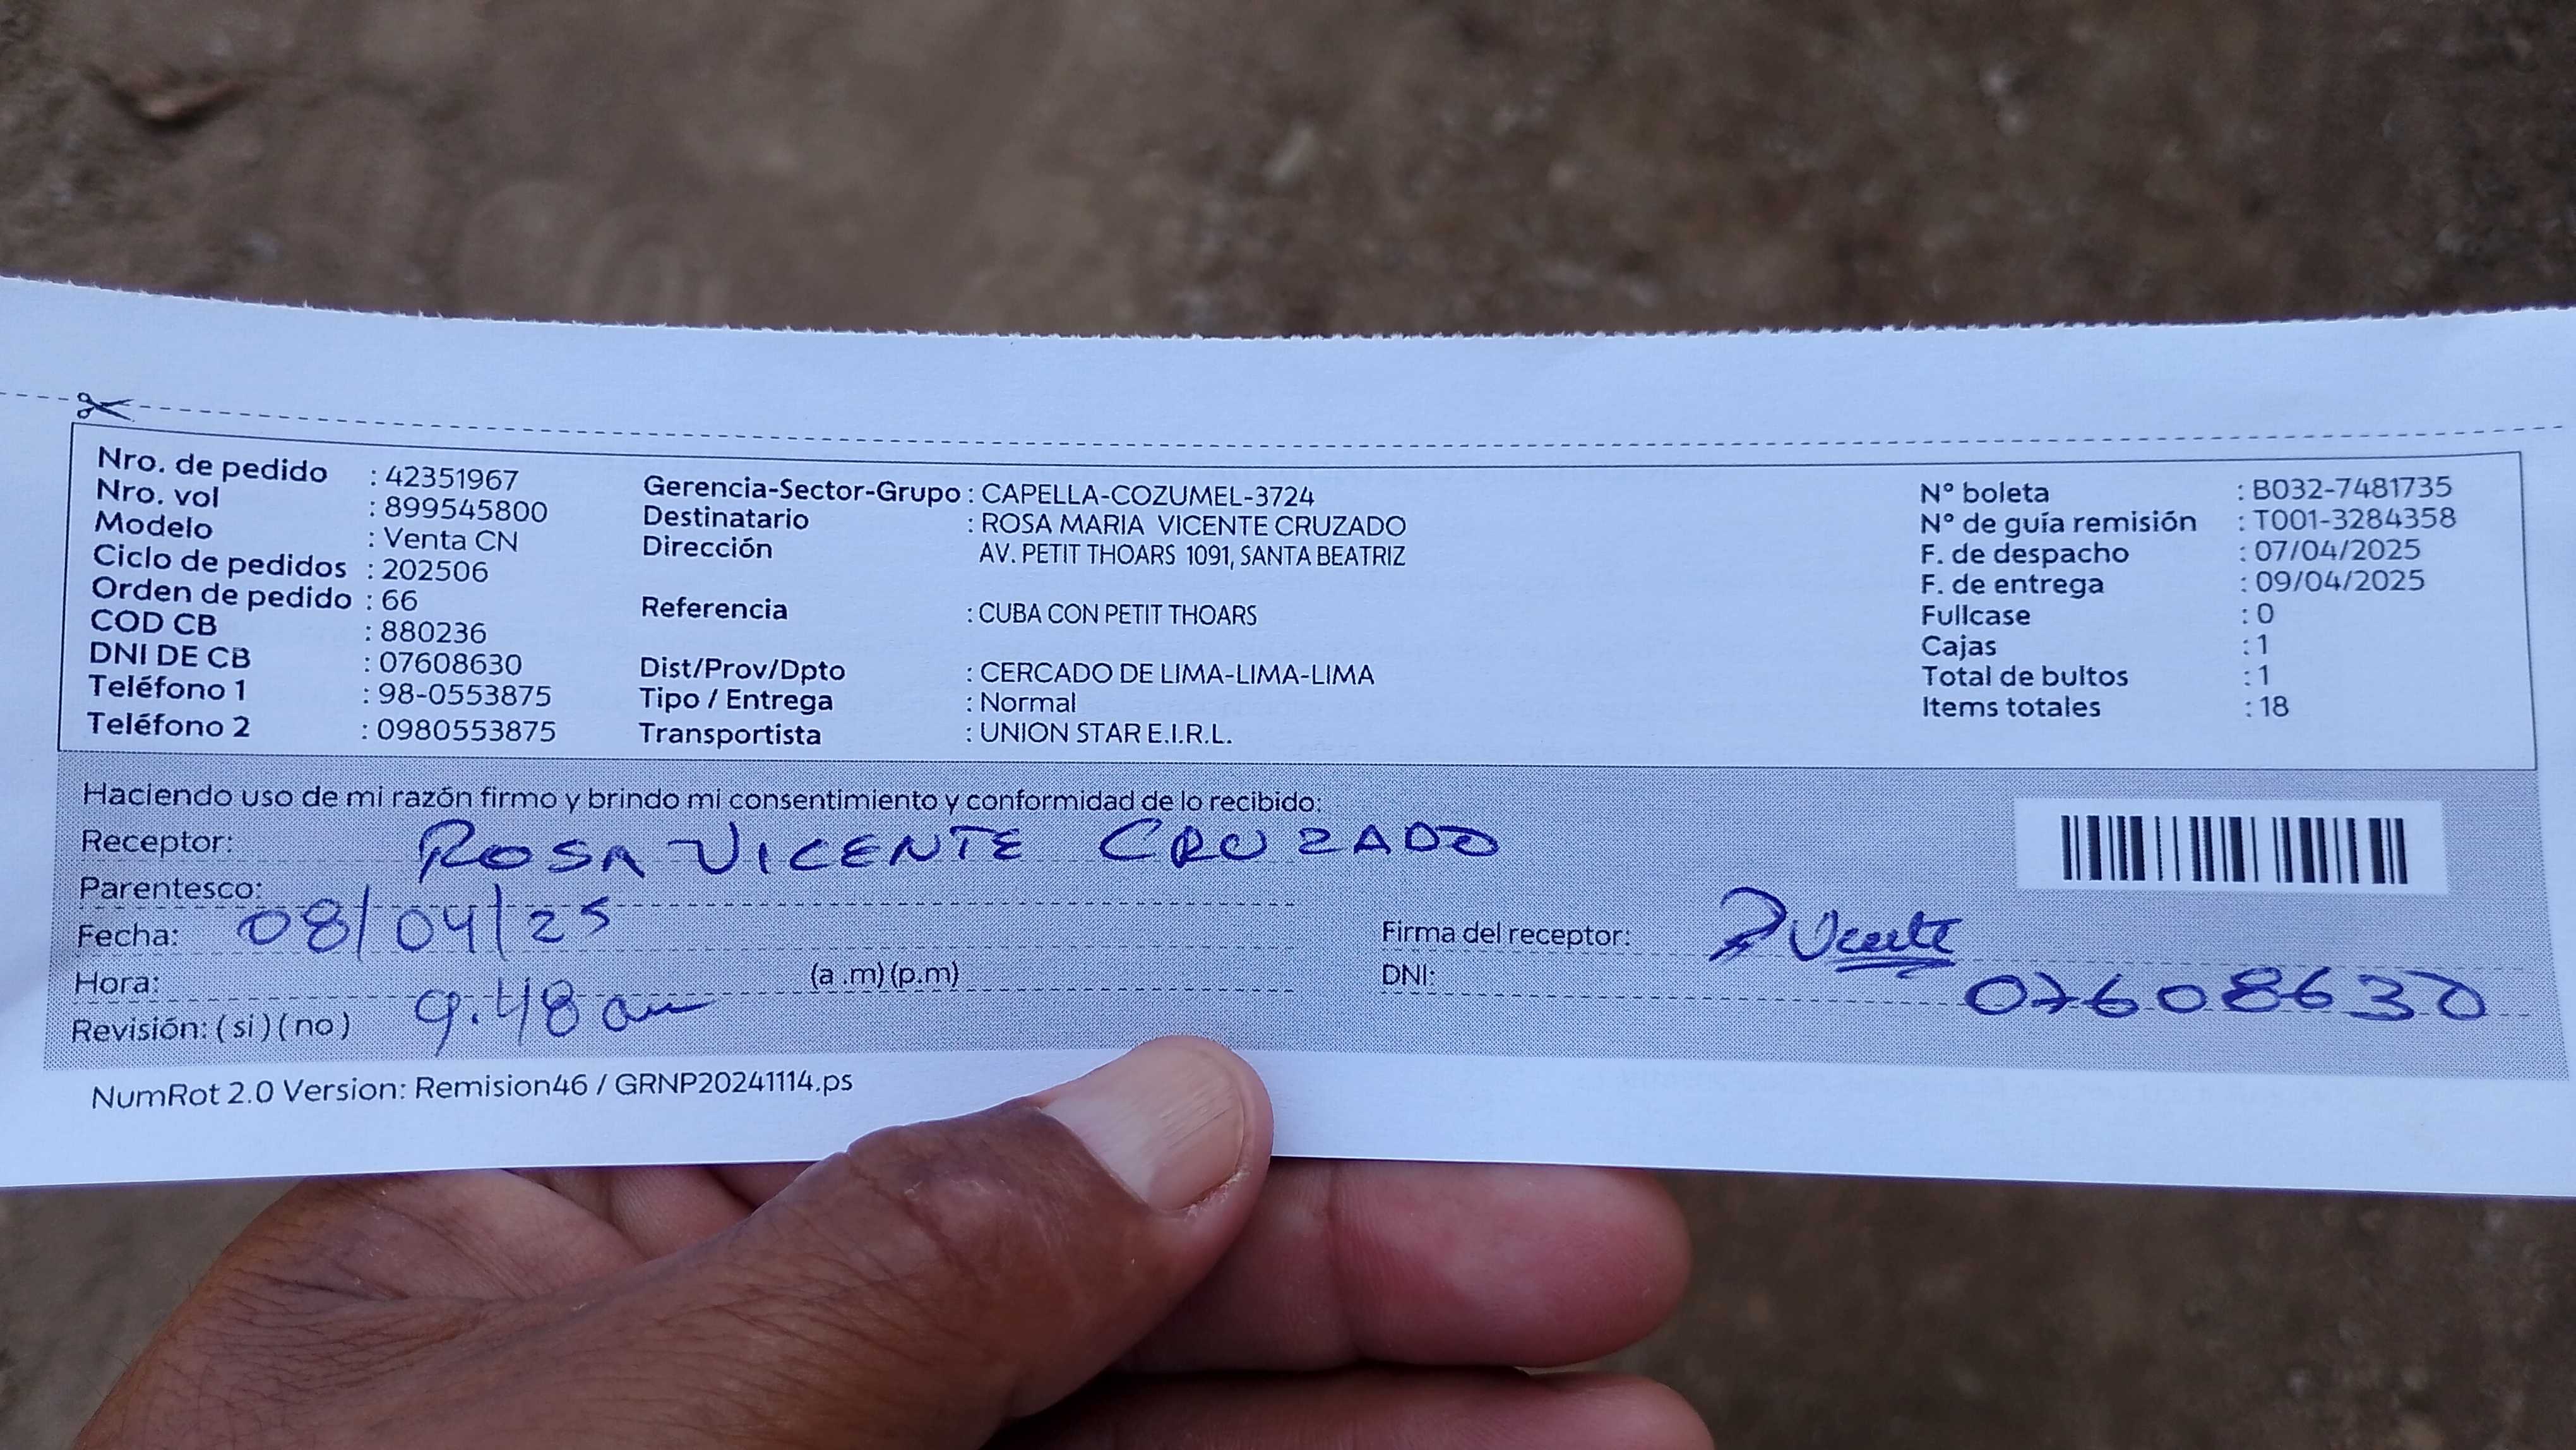 Nro. de pedido : 42351967
Nro. vol : 899545800
Modelo : Venta CN
Ciclo de pedidos : 202506
Orden de pedido : 66
COD CB : 880236
DNI DE CB : 07608630
Teléfono 1 : 98-0553875
Teléfono 2 : 0980553875
Gerencia-Sector-Grupo : CAPELLA-COZUMEL-3724
Destinatario : ROSA MARIA VICENTE CRUZADO
Dirección AV. PETIT THOARS 1091, SANTA BEATRIZ
Referencia : CUBA CON PETIT THOARS
Dist/Prov/Dpto : CERCADO DE LIMA-LIMA-LIMA
Tipo / Entrega : Normal
Transportista : UNION STAR E.I.R.L.
N° boleta : B032-7481735
N° de guía remisión : T001-3284358
F. de despacho : 07/04/2025
F. de entrega : 09/04/2025
Fullcase : 0
Cajas : 1
Total de bultos : 1
Items totales : 18
Haciendo uso de mi razón firmo y brindo mi consentimiento y conformidad de lo recibido:
Receptor: ROSA VICENTE CRUZADO
Parentesco:
Fecha: 08/04/25
Hora: 9.48 am (a .m) (p.m)
Revisión: ( si ) ( no )
Firma del receptor: RVicente
DNI: 07608630
NumRot 2.0 Version: Remision46 / GRNP20241114.ps